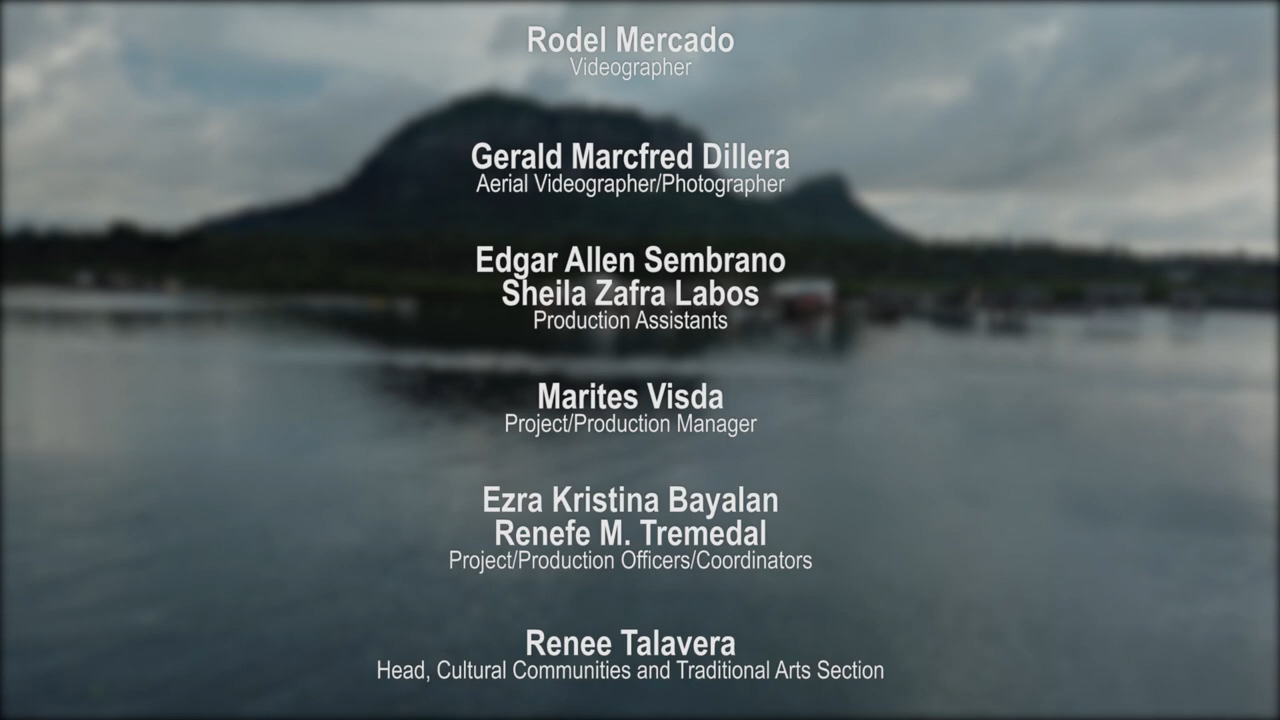 Rodel Mercado
Videographer
Gerald Marcfred Dillera
Aerial Videographer/Photographer
Edgar Allen Sembrano
Sheila Zafra Labos
Production Assistants
Marites Visda
Project/Production Manager
Ezra Kristina Bayalan
Renefe M. Tremedal
Project/Production Officers/Coordinators
Renee Talavera
Head, Cultural Communities and Traditional Arts Section